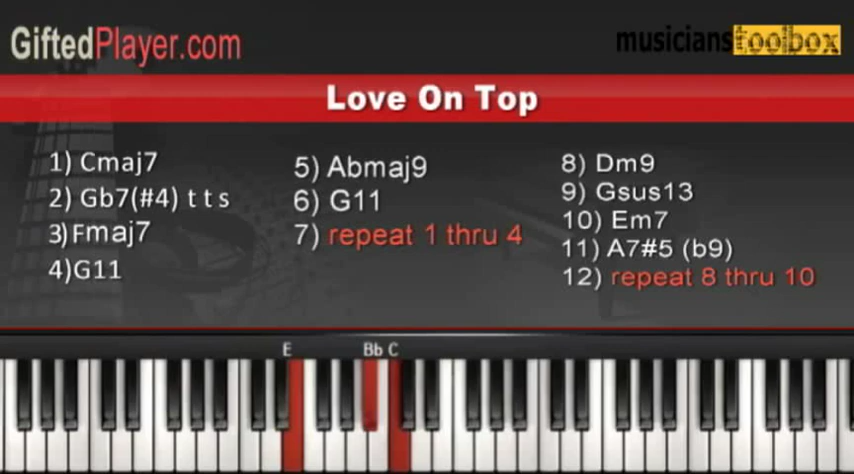 GiftedPlayer.com
musicianstoolbox
Love On Top
1) Cmaj7
2) Gb7(#4) t t s
3)Fmaj7
4)G11
5) Abmaj9
6) G11
7) repeat 1 thru 4
8) Dm9
9) Gsus13
10) Em7
11) A7#5 (b9)
12) repeat 8 thru 10
E Bb C